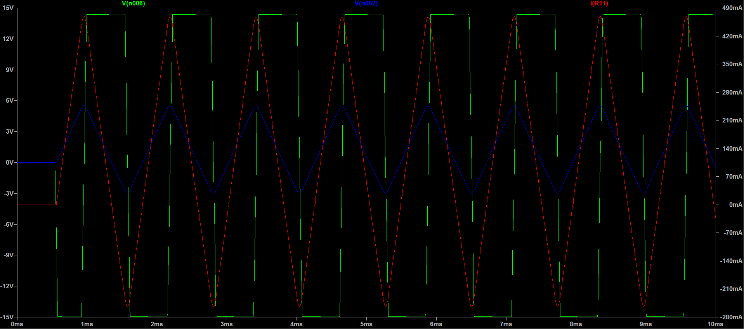 V(n006) I(R11)
15V 490mA
420mA
12V
350mA
9V
280mA
6V
210mA
3V
140mA
0V
70mA
-3V
0mA
-6V
-70mA
-9V
-140mA
-12V
-210mA
-15V -280mA
0ms 1ms 2ms 3ms 4ms 5ms 6ms 7ms 8ms 9ms 10ms